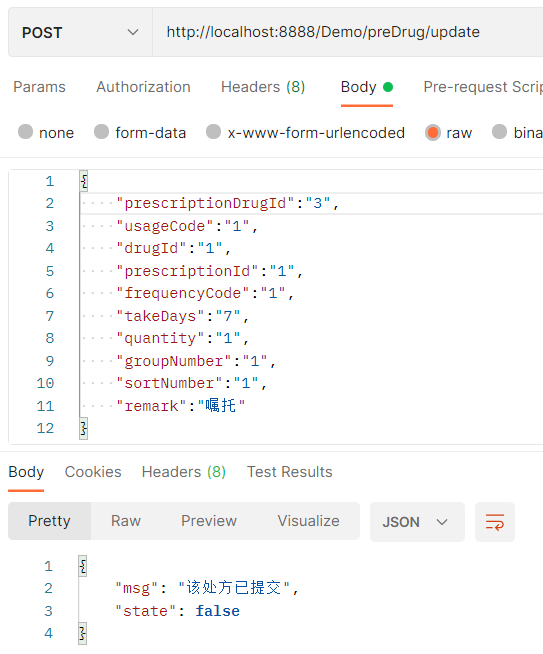 POST http://localhost:8888/Demo/preDrug/update
Params Authorization Headers (8) Body Pre-request Scrip
none form-data x-www-form-urlencoded raw bina
1 {
2 "prescriptionDrugId":"3",
3 "usageCode":"1",
4 "drugId":"1",
5 "prescriptionId":"1",
6 "frequencyCode":"1",
7 "takeDays":"7",
8 "quantity":"1",
9 "groupNumber":"1",
10 "sortNumber":"1",
11 "remark":"嘱托"
12 }
Body Cookies Headers (8) Test Results
Pretty Raw Preview Visualize JSON
1 {
2 "msg": "该处方已提交",
3 "state": false
4 }